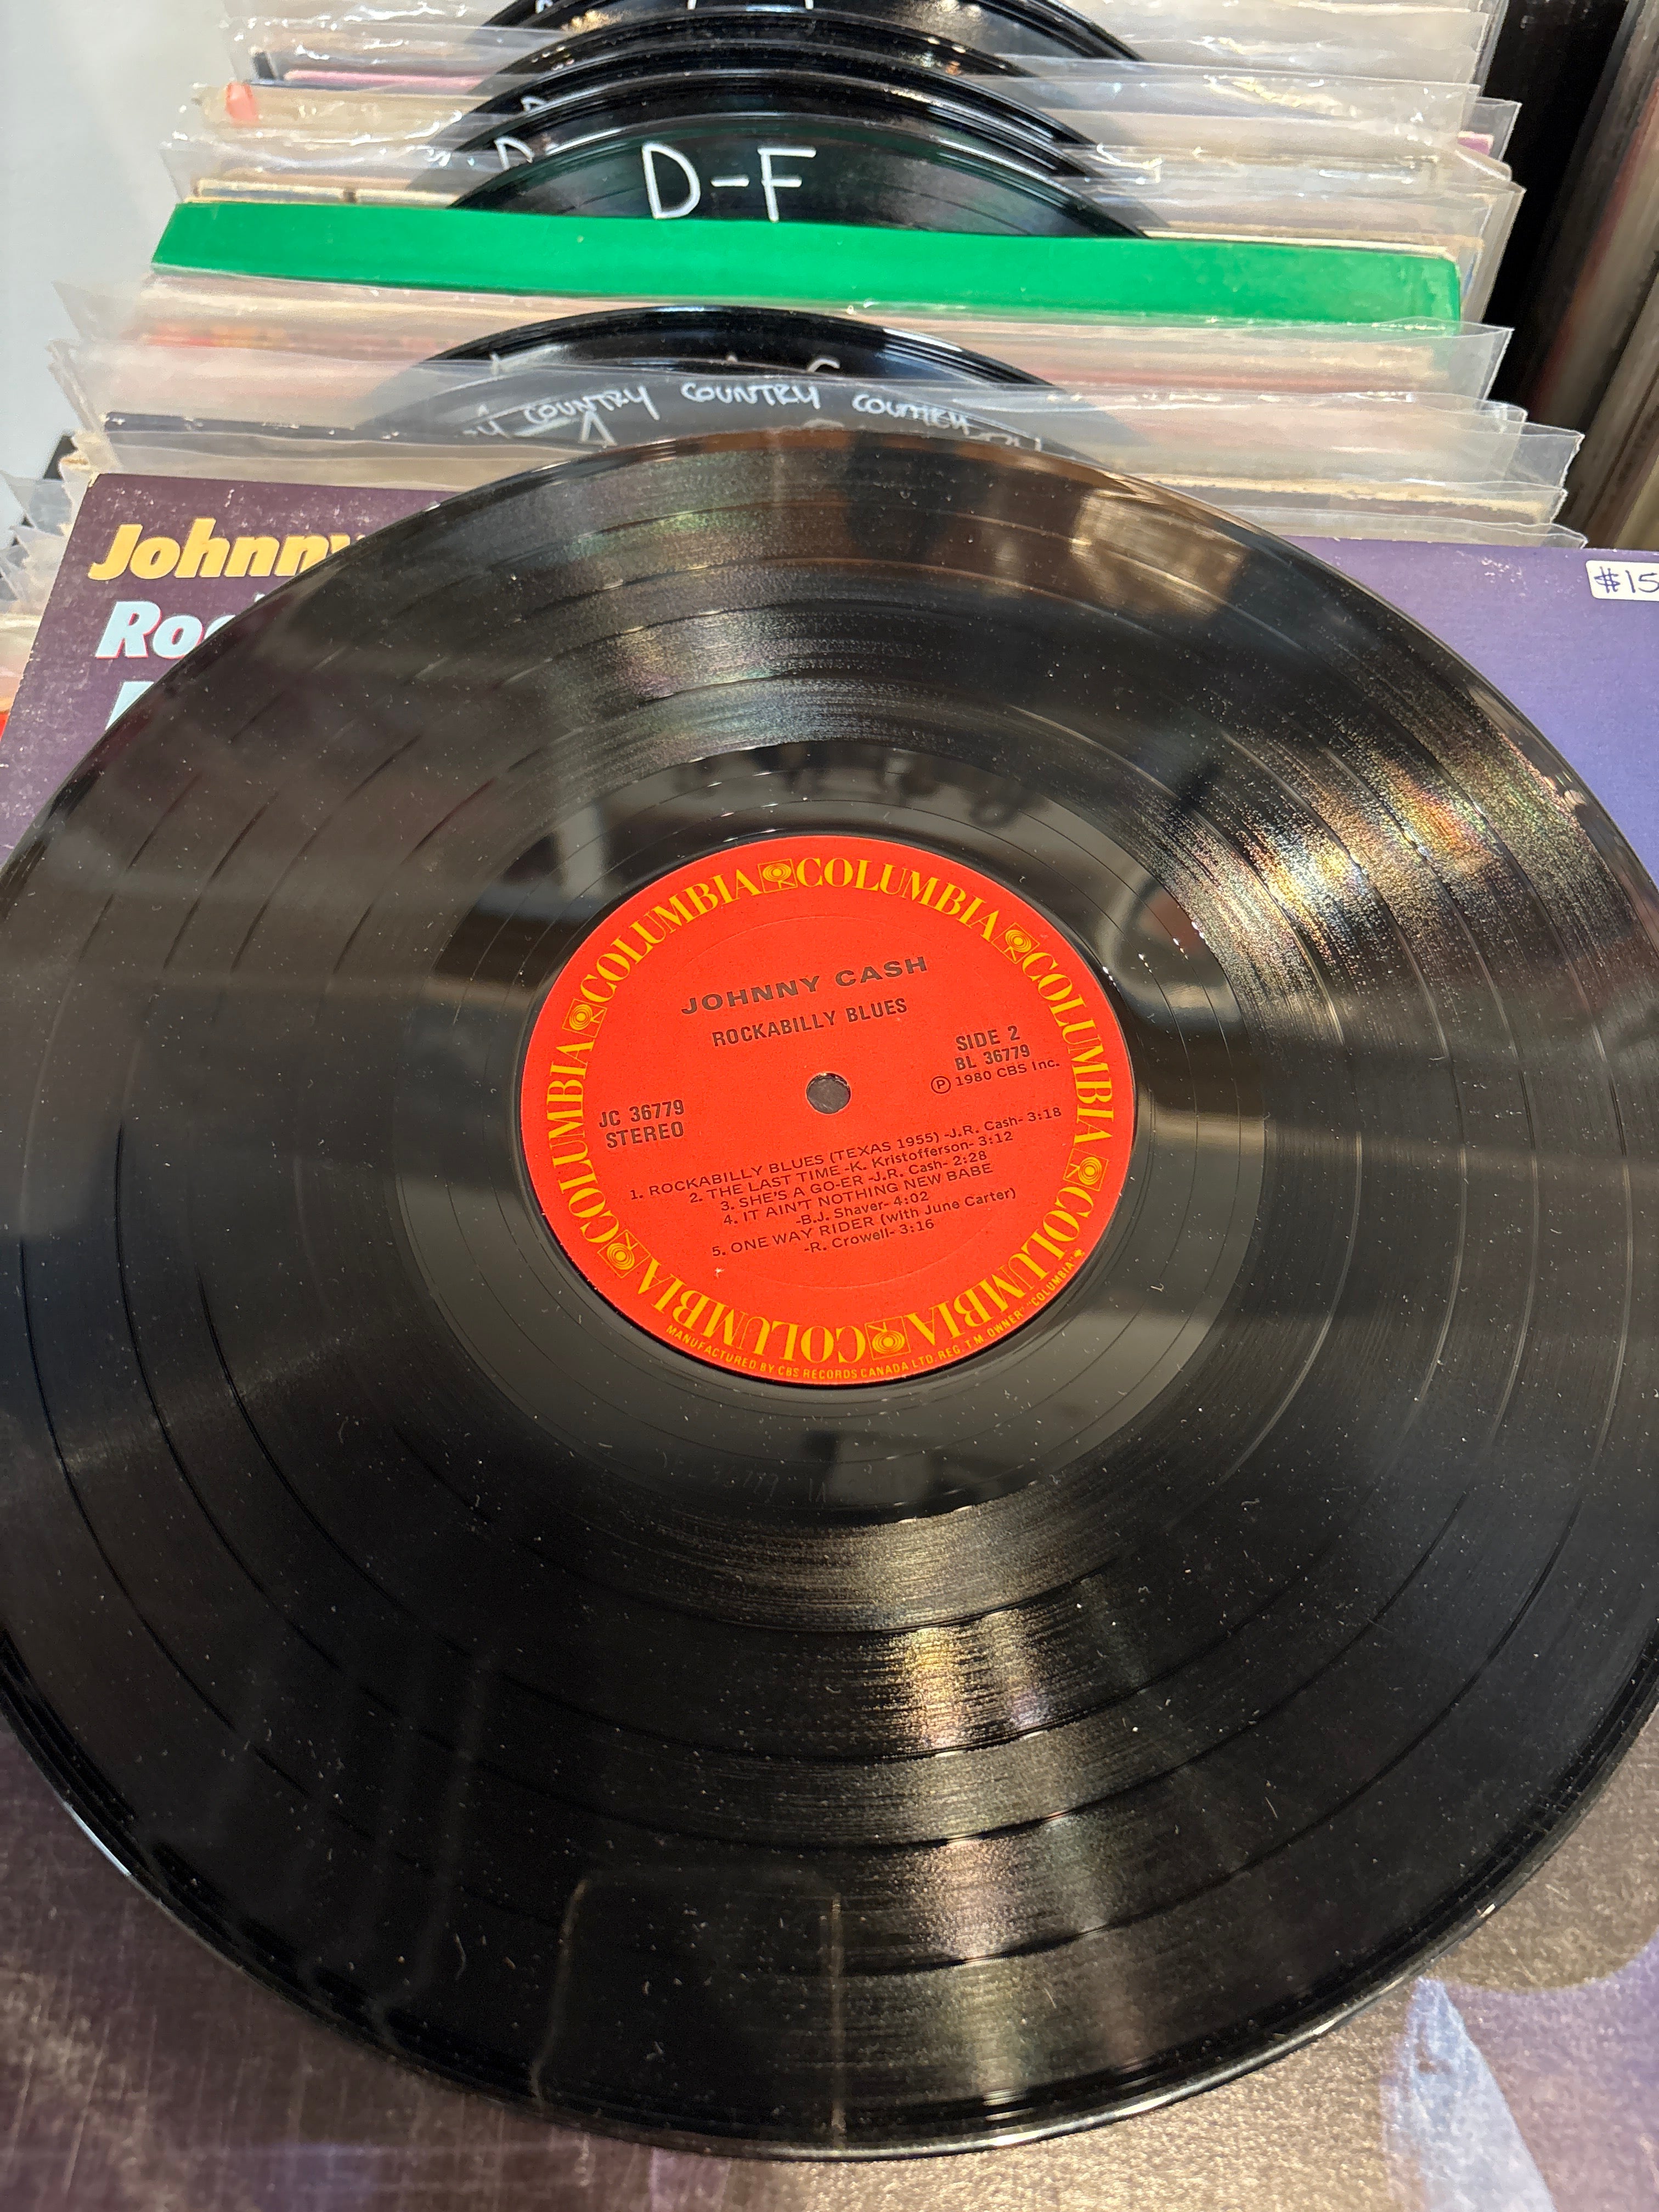 D-F
COUNTRY COUNTRY COUNTRY
Johnny
$15
COLUMBIA COLUMBIA COLUMBIA COLUMBIA COLUMBIA COLUMBIA COLUMBIA COLUMBIA
JOHNNY CASH
ROCKABILLY BLUES
SIDE 2
BL 36779
Ⓟ 1980 CBS Inc.
JC 36779
STEREO
1. ROCKABILLY BLUES (TEXAS 1955) -J.R. Cash- 3:18
2. THE LAST TIME -K. Kristofferson- 3:12
3. SHE'S A GO-ER -J.R. Cash- 2:28
4. IT AIN'T NOTHING NEW BABE
-B.J. Shaver- 4:02
5. ONE WAY RIDER (with June Carter)
-R. Crowell- 3:16
MANUFACTURED BY CBS RECORDS CANADA LTD. REG. T.M. OWNER "COLUMBIA"